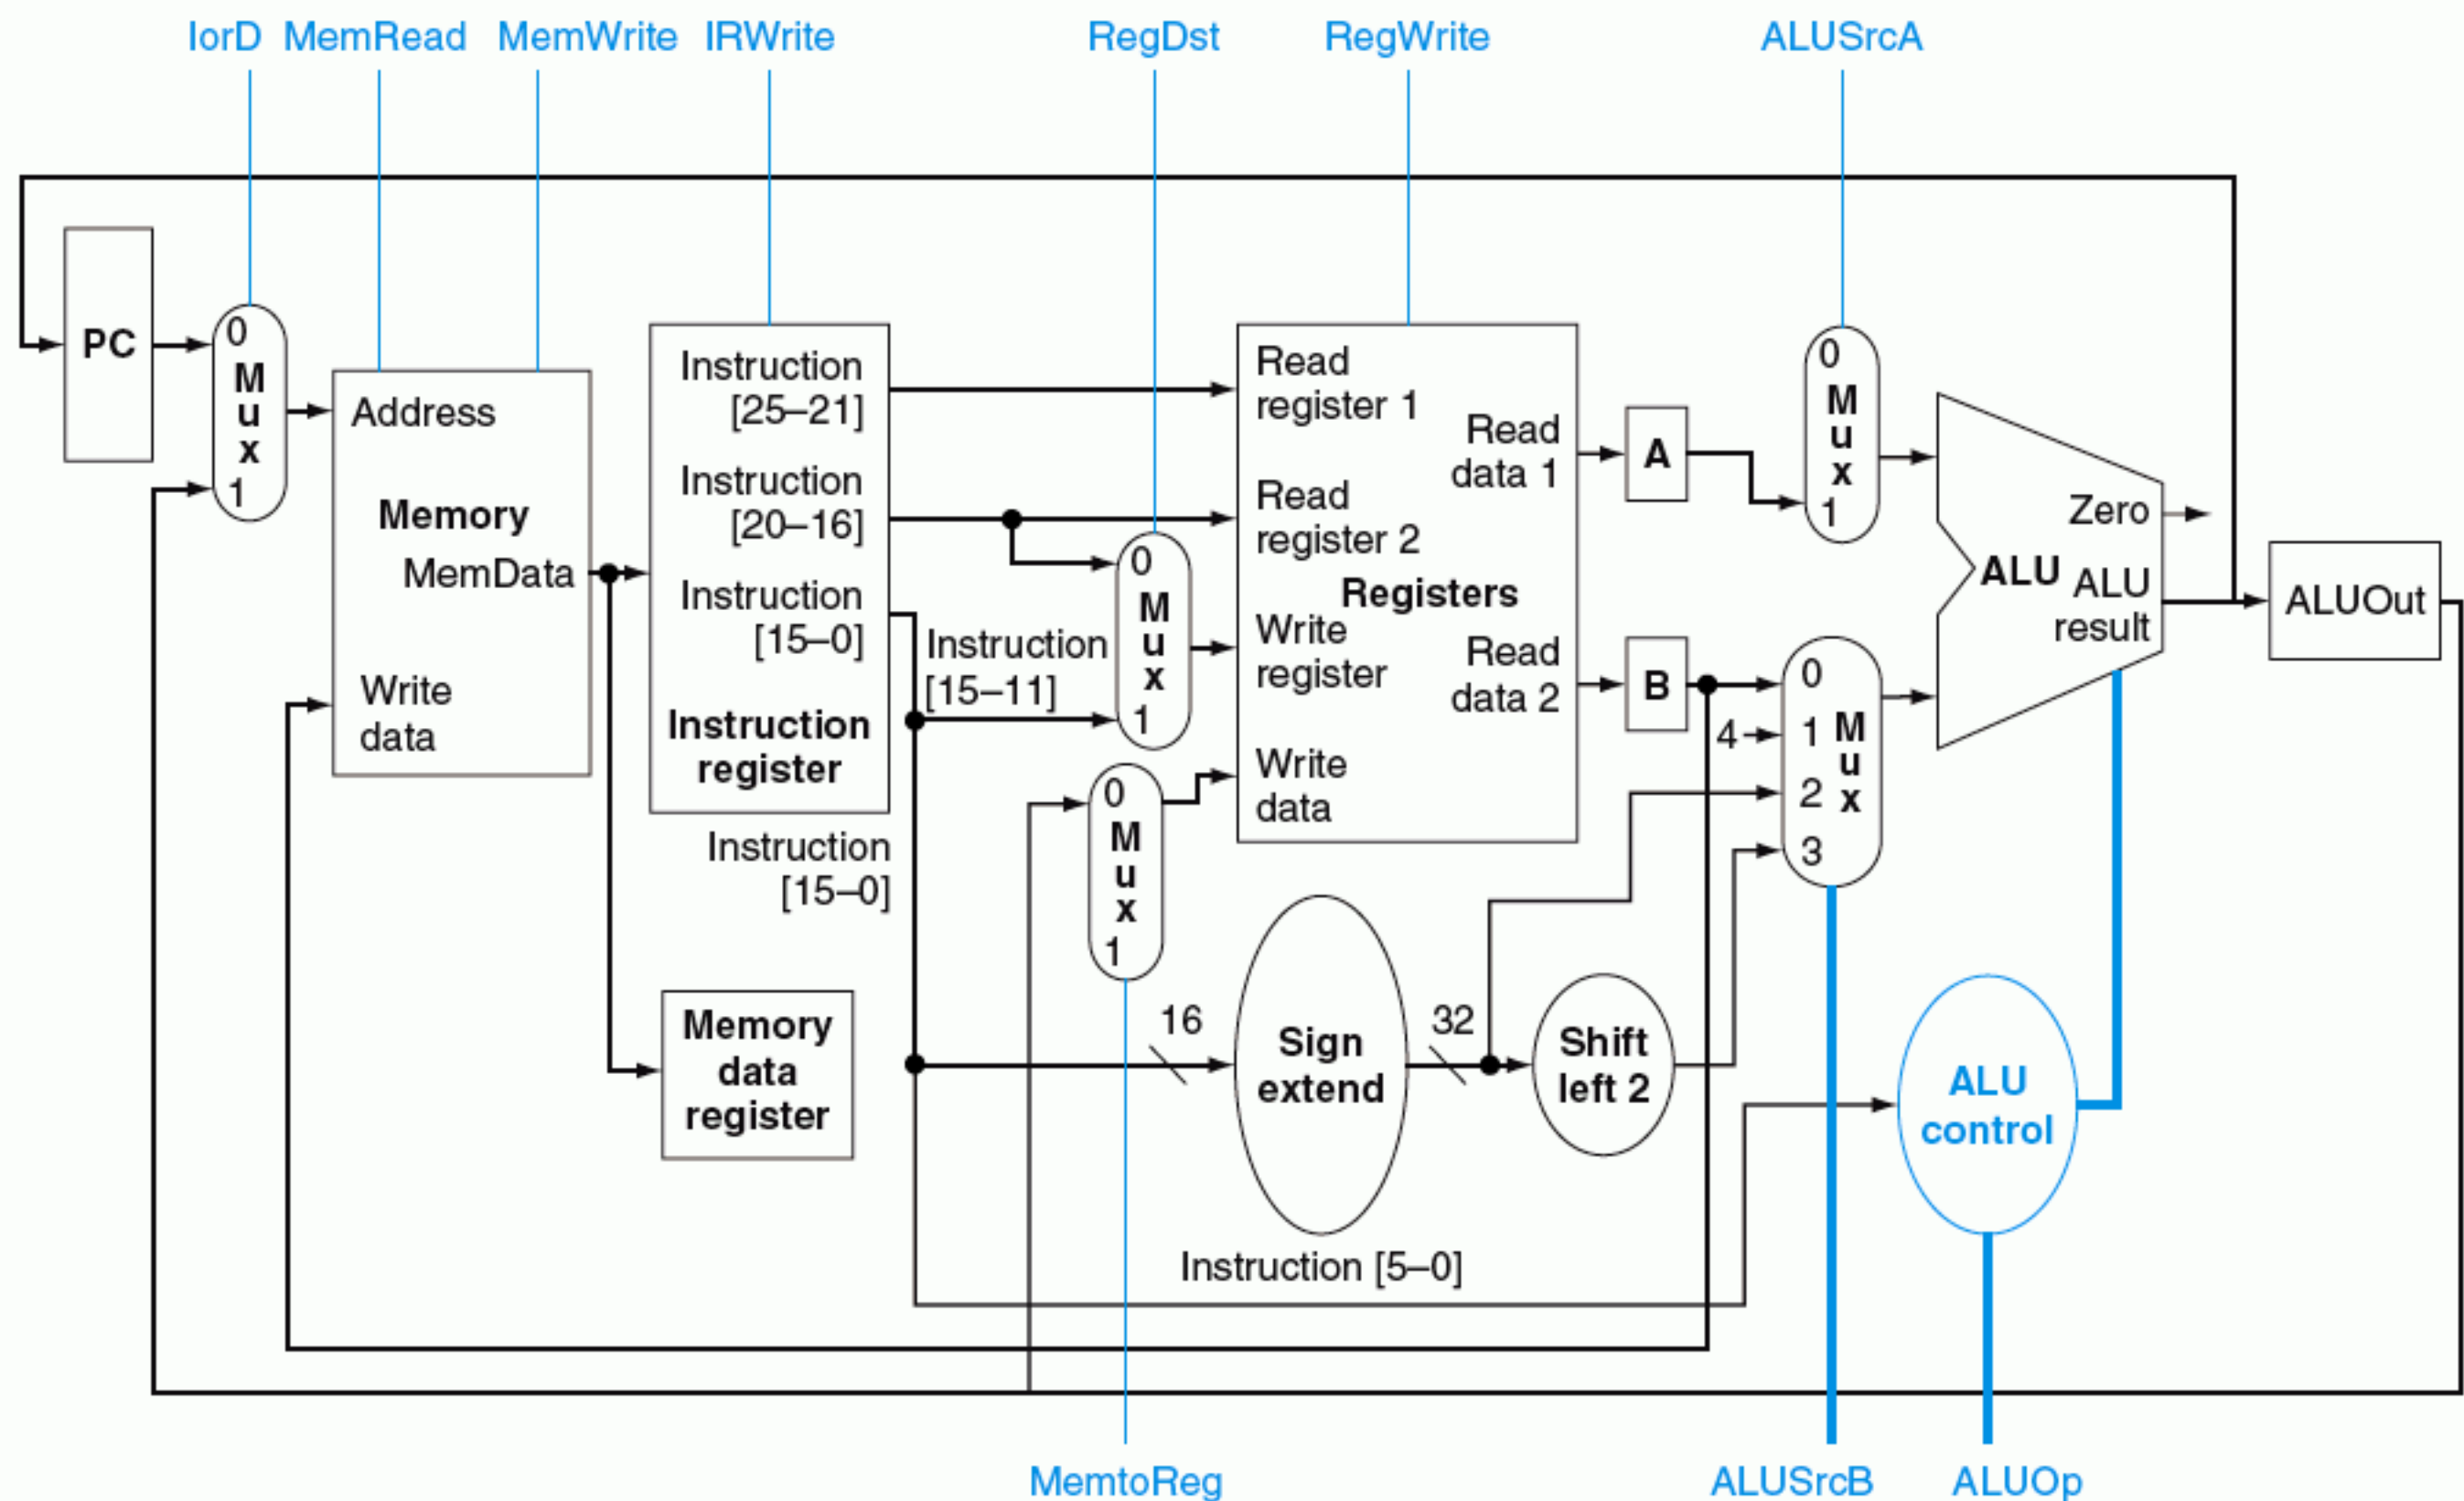 IorD MemRead MemWrite IRWrite RegDst RegWrite ALUSrcA
PC
0
M
u
x
1
Address
Memory
MemData
Write
data
Instruction
[25–21]
Instruction
[20–16]
Instruction
[15–0]
Instruction
register
Instruction
[15–0]
Memory
data
register
Instruction
[15–11]
0
M
u
x
1
0
M
u
x
1
Read
register 1
Read
register 2
Registers
Write
register
Write
data
Read
data 1
Read
data 2
16
Sign
extend
32
Shift
left 2
Instruction [5–0]
A
B
4
0
M
u
x
1
0
1
2
3
M
u
x
Zero
ALU
ALU
result
ALUOut
ALU
control
MemtoReg ALUSrcB ALUOp